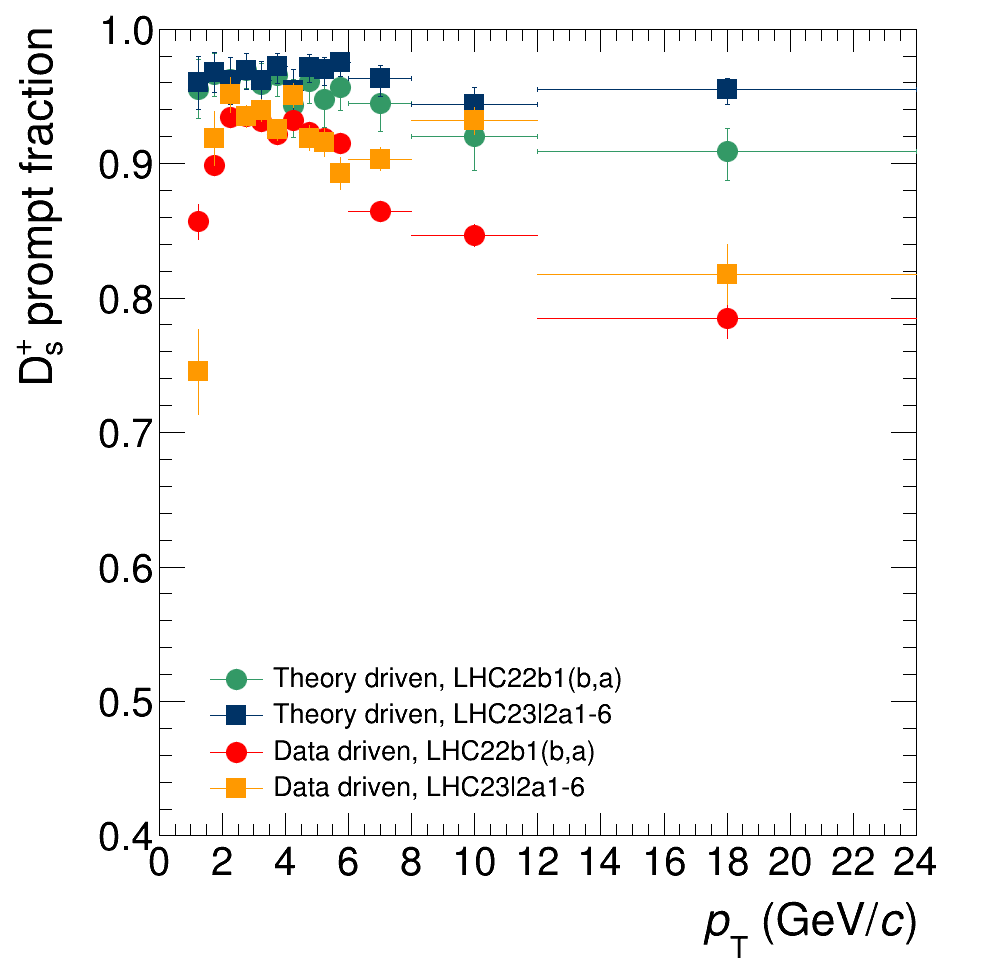 D_s^+ prompt fraction
1.0
0.9
0.8
0.7
0.6
0.5
0.4
Theory driven, LHC22b1(b,a)
Theory driven, LHC23l2a1-6
Data driven, LHC22b1(b,a)
Data driven, LHC23l2a1-6
0 2 4 6 8 10 12 14 16 18 20 22 24
p_T (GeV/c)